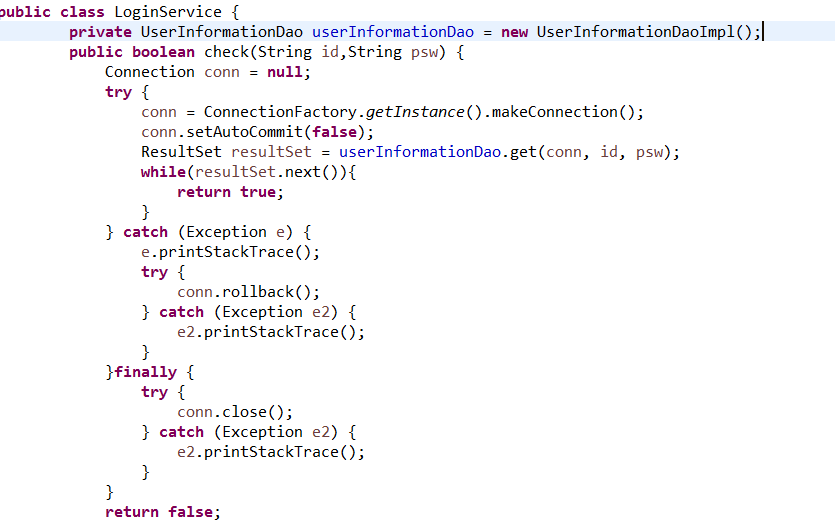 public class LoginService {
private UserInformationDao userInformationDao = new UserInformationDaoImpl();
public boolean check(String id,String psw) {
Connection conn = null;
try {
conn = ConnectionFactory.getInstance().makeConnection();
conn.setAutoCommit(false);
ResultSet resultSet = userInformationDao.get(conn, id, psw);
while(resultSet.next()){
return true;
}
} catch (Exception e) {
e.printStackTrace();
try {
conn.rollback();
} catch (Exception e2) {
e2.printStackTrace();
}
}finally {
try {
conn.close();
} catch (Exception e2) {
e2.printStackTrace();
}
}
return false;